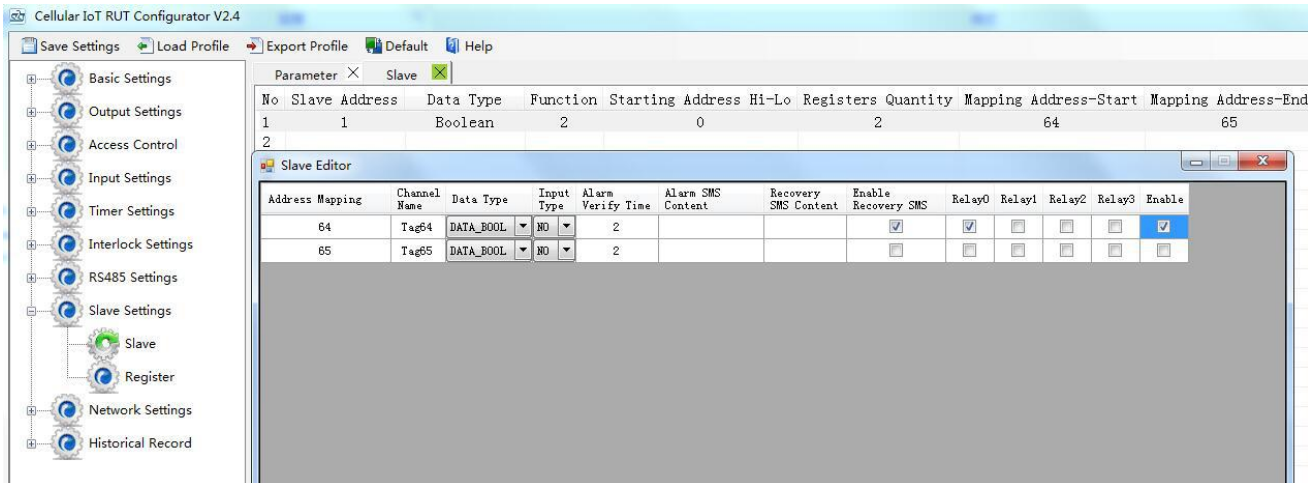 Cellular IoT RUT Configurator V2.4
Save Settings Load Profile Export Profile Default Help
Basic Settings
Output Settings
Access Control
Input Settings
Timer Settings
Interlock Settings
RS485 Settings
Slave Settings
Slave
Register
Network Settings
Historical Record
Parameter Slave
No Slave Address Data Type Function Starting Address Hi-Lo Registers Quantity Mapping Address-Start Mapping Address-End
1 1 Boolean 2 0 2 64 65
2
Slave Editor
Address Mapping Channel Name Data Type Input Type Alarm Verify Time Alarm SMS Content Recovery SMS Content Enable Recovery SMS Relay0 Relay1 Relay2 Relay3 Enable
64 Tag64 DATA_BOOL NO 2
65 Tag65 DATA_BOOL NO 2